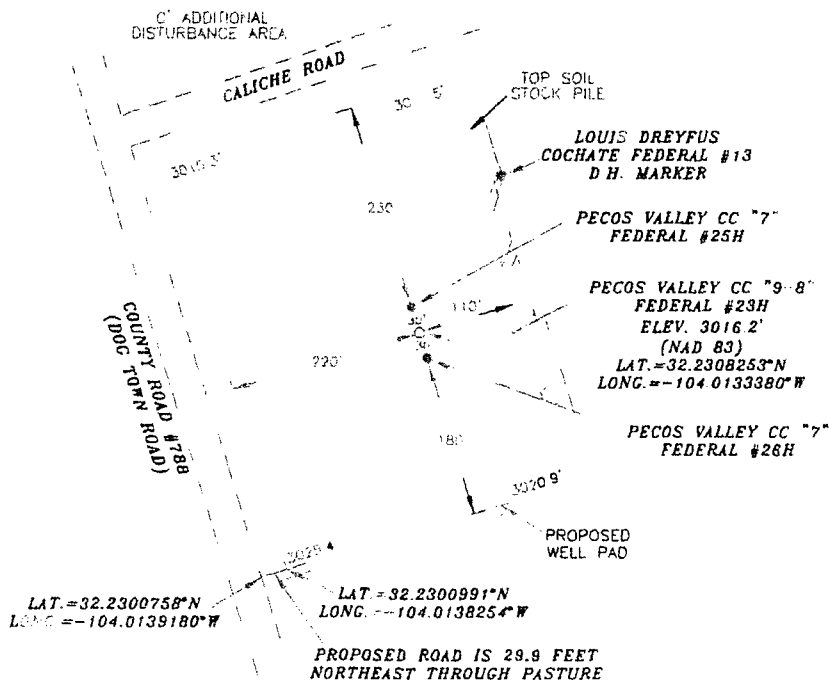 0' ADDITIONAL
DISTURBANCE AREA
CALICHE ROAD
TOP SOIL
STOCK PILE
LOUIS DREYFUS
COCHATE FEDERAL #13
D.H. MARKER
230
PECOS VALLEY CC "7"
FEDERAL #25H
110'
PECOS VALLEY CC "9-8"
FEDERAL #23H
ELEV. 3016.2'
(NAD 83)
LAT.=32.2308253°N
LONG.=-104.0133380°W
COUNTY ROAD #788
(DOG TOWN ROAD)
220'
PECOS VALLEY CC "7"
FEDERAL #26H
180
3020.9'
PROPOSED
WELL PAD
LAT.=32.2300758°N
LONG.=-104.0139180°W
LAT.=32.2300991°N
LONG.=-104.0138254°W
PROPOSED ROAD IS 29.9 FEET
NORTHEAST THROUGH PASTURE